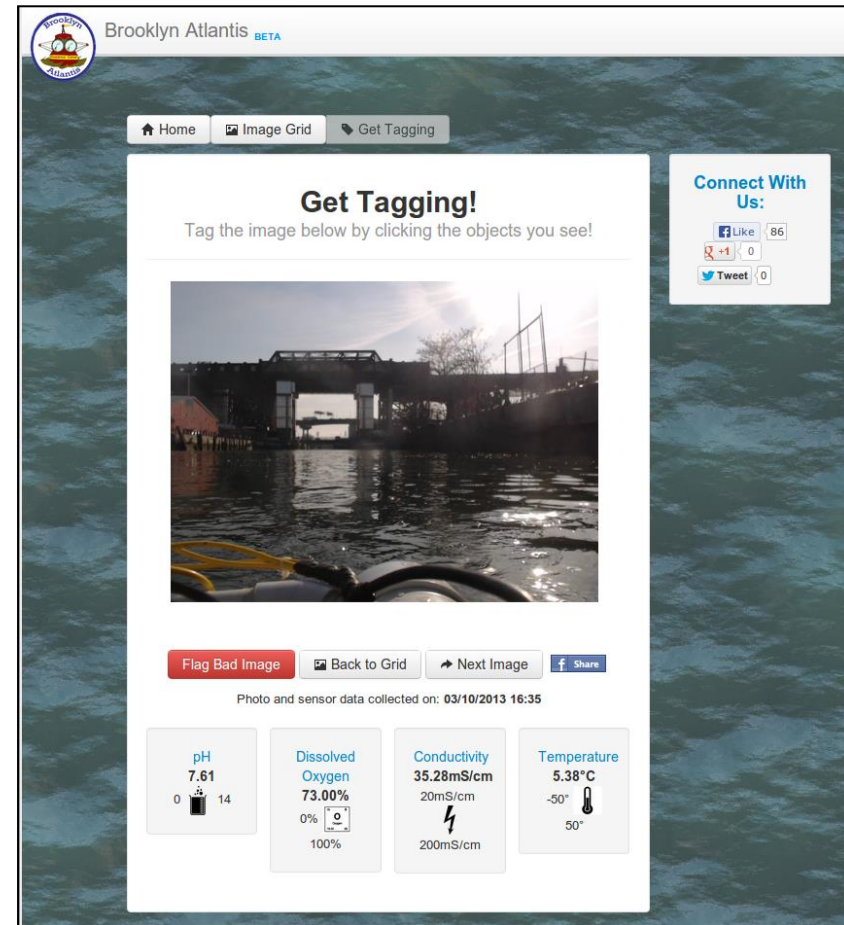 Brooklyn
Atlantis
Brooklyn Atlantis BETA
Home
Image Grid
Get Tagging
Get Tagging!
Tag the image below by clicking the objects you see!
Connect With
Us:
Like 86
+1 0
Tweet 0
Flag Bad Image
Back to Grid
Next Image
Share
Photo and sensor data collected on: 03/10/2013 16:35
pH
7.61
0 14
Dissolved
Oxygen
73.00%
0% O
100%
Conductivity
35.28mS/cm
20mS/cm
200mS/cm
Temperature
5.38°C
-50°
50°